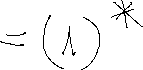 = (1)*